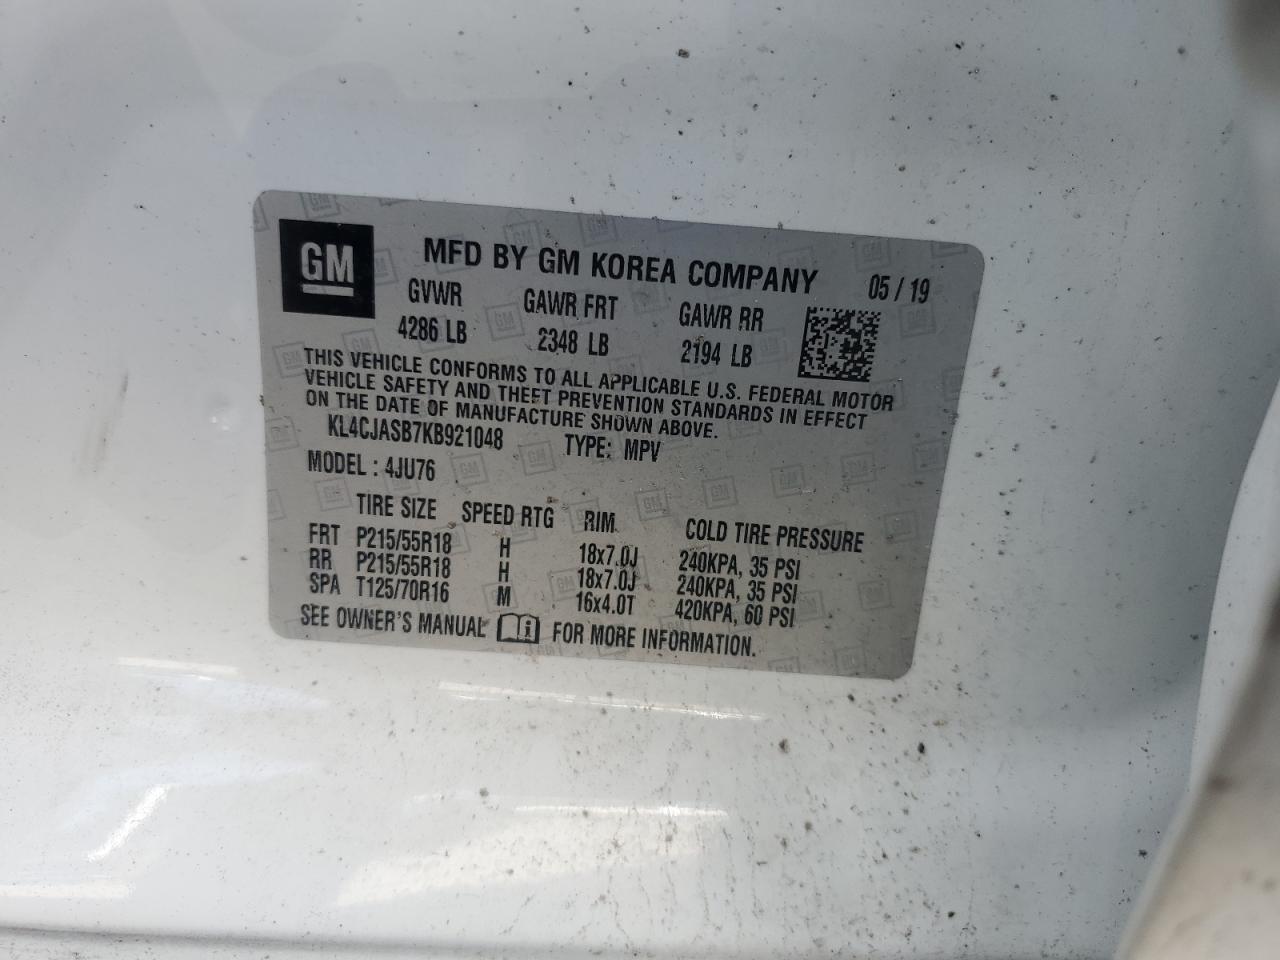 GM
MFD BY GM KOREA COMPANY 05 / 19
GVWR GAWR FRT GAWR RR
4286 LB 2348 LB 2194 LB
THIS VEHICLE CONFORMS TO ALL APPLICABLE U.S. FEDERAL MOTOR
VEHICLE SAFETY AND THEFT PREVENTION STANDARDS IN EFFECT
ON THE DATE OF MANUFACTURE SHOWN ABOVE.
KL4CJASB7KB921048 TYPE: MPV
MODEL : 4JU76
TIRE SIZE SPEED RTG RIM COLD TIRE PRESSURE
FRT P215/55R18 H 18x7.0J 240KPA, 35 PSI
RR P215/55R18 H 18x7.0J 240KPA, 35 PSI
SPA T125/70R16 M 16x4.0T 420KPA, 60 PSI
SEE OWNER'S MANUAL i FOR MORE INFORMATION.